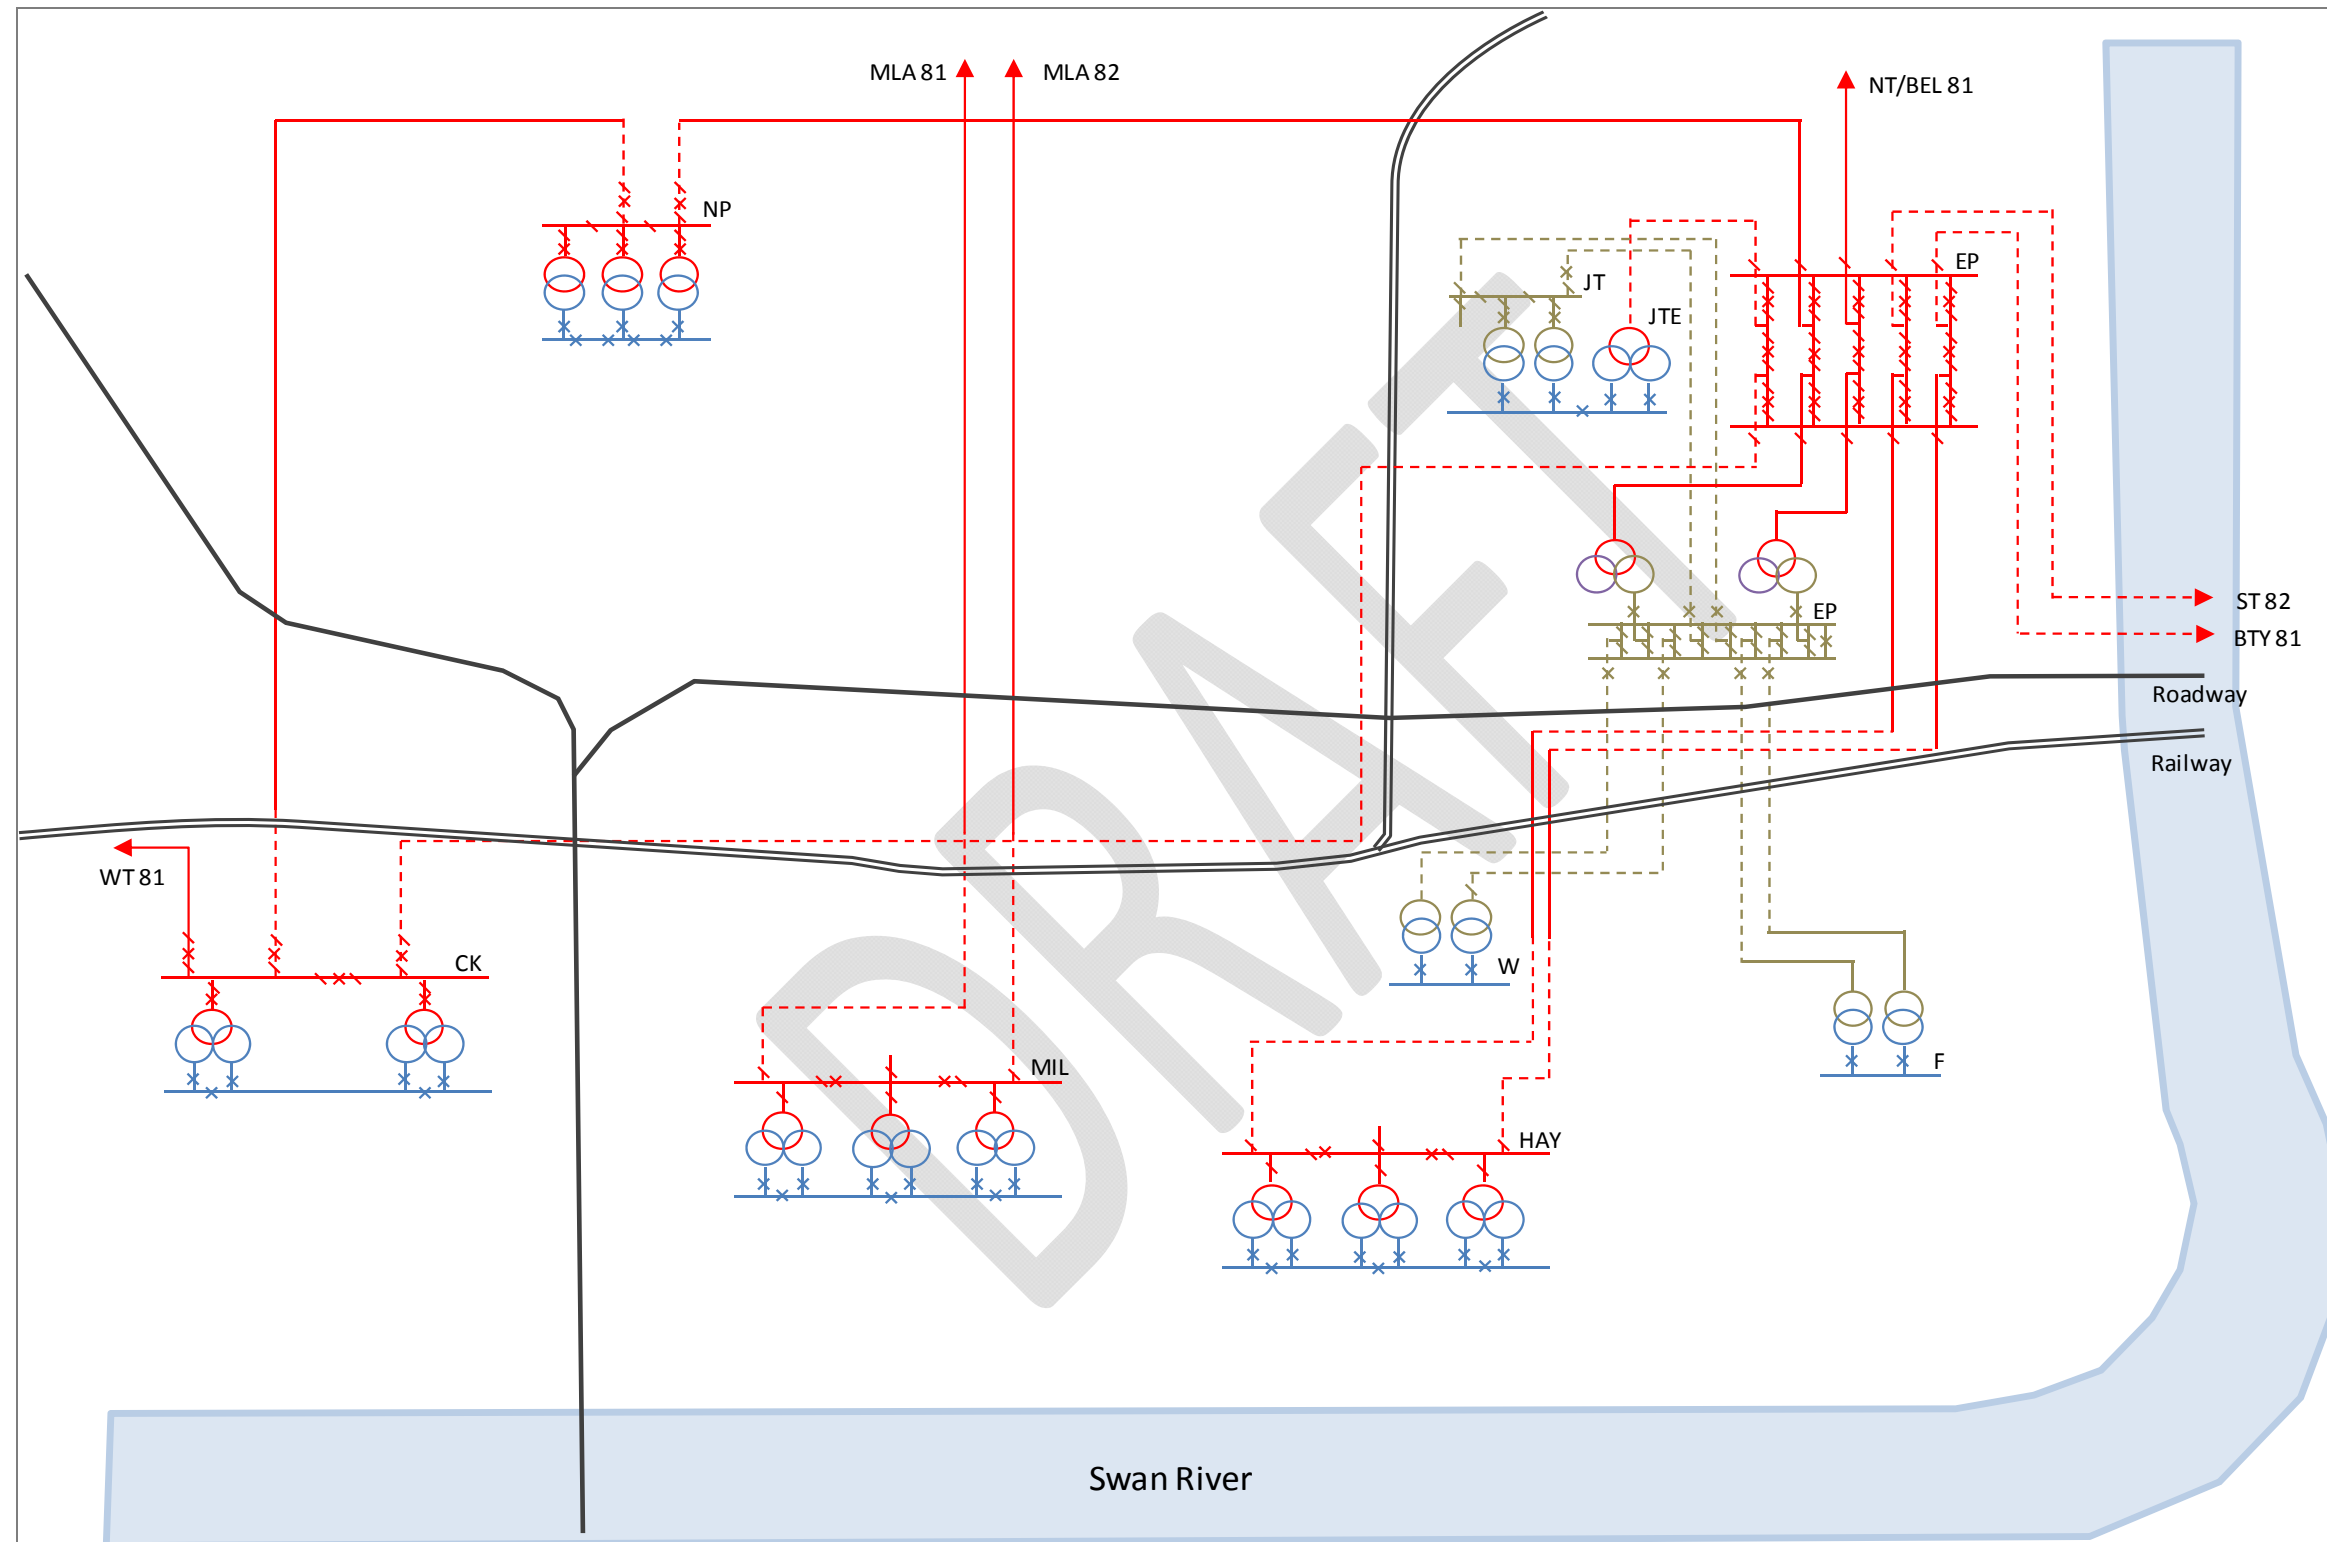 MLA 81
MLA 82
NT/BEL 81
NP
EP
JT
JTE
EP
ST 82
BTY 81
Roadway
Railway
WT 81
CK
W
MIL
F
HAY
Swan River
DRAFT